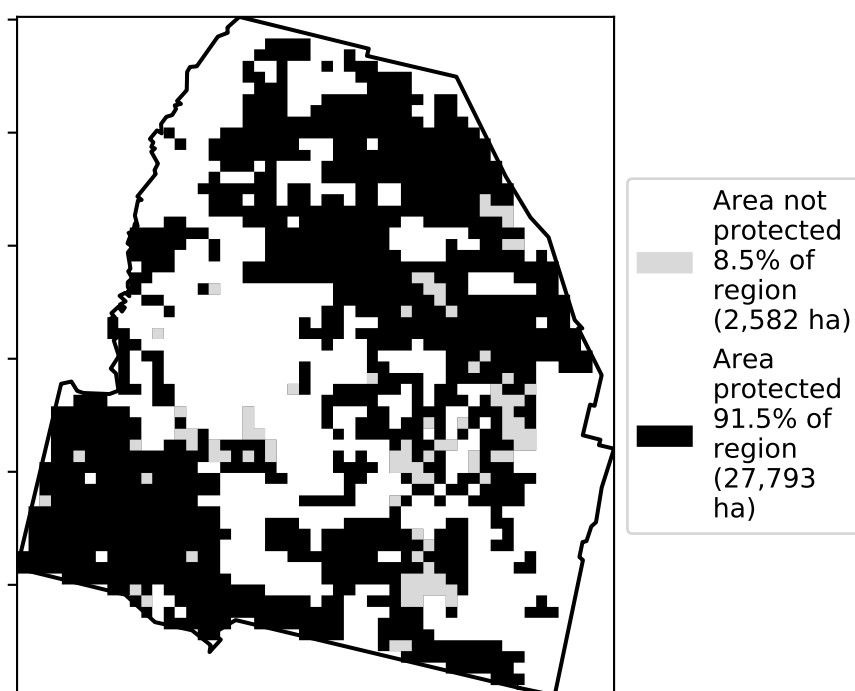 Area not
protected
8.5% of
region
(2,582 ha)
Area
protected
91.5% of
region
(27,793
ha)